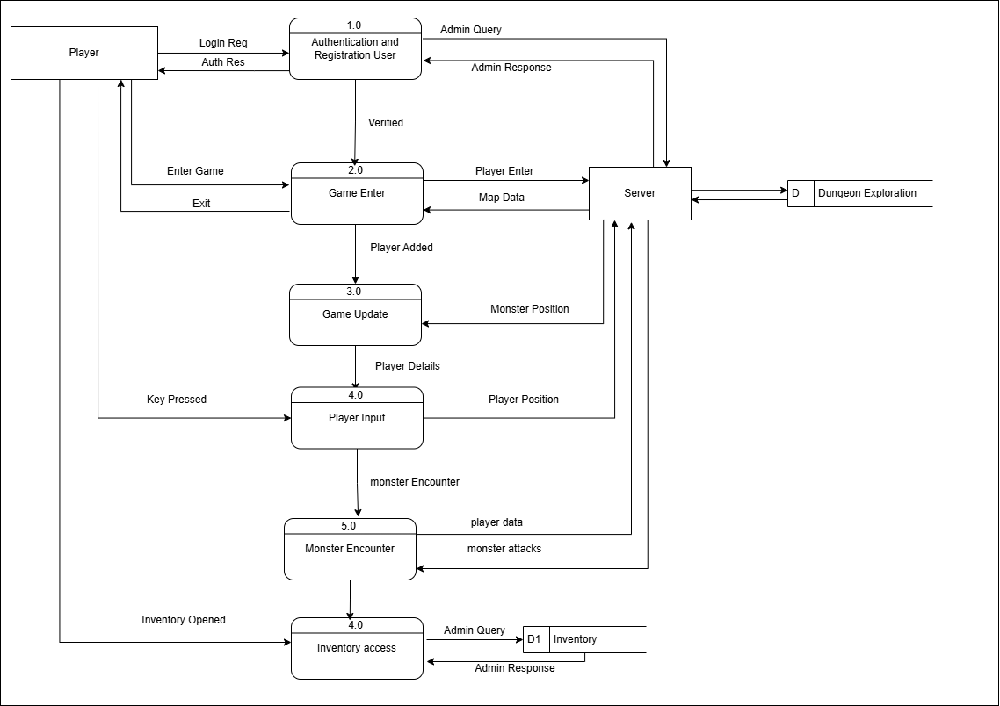 1.0
Authentication and
Registration User
Admin Query
Player
Login Req
Auth Res
Admin Response
Verified
2.0
Game Enter
Enter Game
Exit
Player Enter
Map Data
Server
D
Dungeon Exploration
Player Added
3.0
Game Update
Monster Position
Player Details
4.0
Player Input
Key Pressed
Player Position
monster Encounter
5.0
Monster Encounter
player data
monster attacks
4.0
Inventory access
Inventory Opened
Admin Query
D1
Inventory
Admin Response